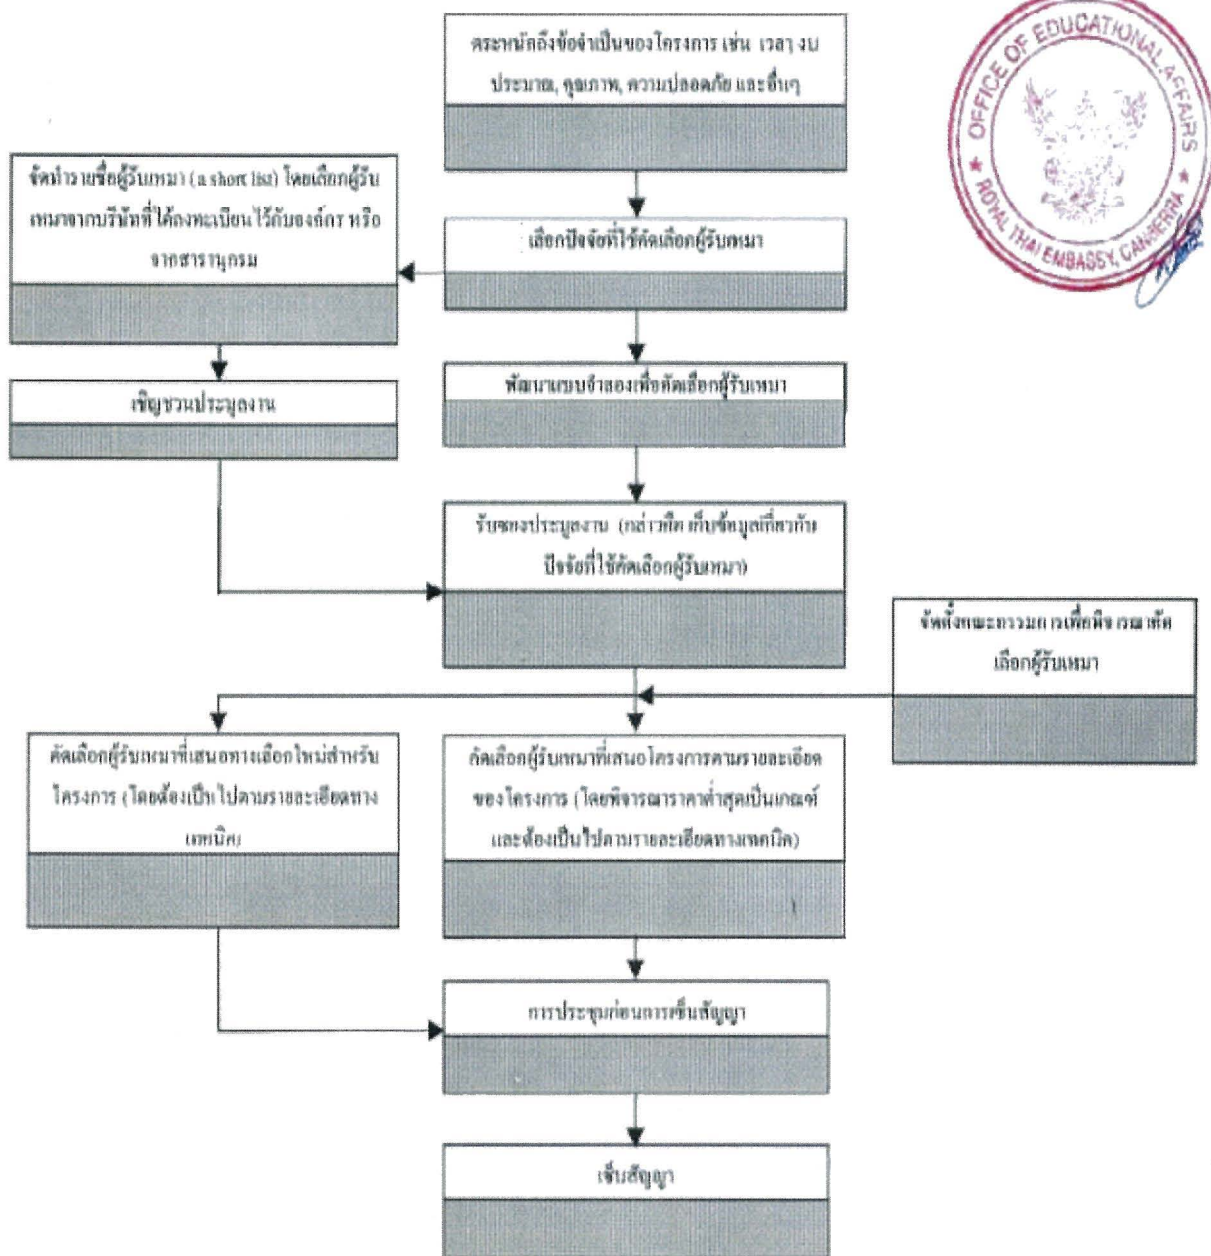 ตระหนักถึงข้อจำเป็นของโครงการ เช่น เวลา, งบ
ประมาณ, คุณภาพ, ความปลอดภัย และอื่นๆ
OFFICE OF EDUCATIONAL AFFAIRS
ROYAL THAI EMBASSY, CANBERRA
จัดทำรายชื่อผู้รับเหมา (a short list) โดยเลือกผู้รับ
เหมาจากบริษัทที่ได้ลงทะเบียนไว้กับองค์กร หรือ
จากสารานุกรม
เลือกปัจจัยที่ใช้คัดเลือกผู้รับเหมา
เชิญชวนประมูลงาน
พัฒนาแบบจำลองเพื่อคัดเลือกผู้รับเหมา
รับซองประมูลงาน (กล่าวคือ เก็บข้อมูลเกี่ยวกับ
ปัจจัยที่ใช้คัดเลือกผู้รับเหมา)
จัดตั้งคณะกรรมการเพื่อพิจารณาคัด
เลือกผู้รับเหมา
คัดเลือกผู้รับเหมาที่เสนอทางเลือกใหม่สำหรับ
โครงการ (โดยต้องเป็นไปตามรายละเอียดทาง
เทคนิค)
คัดเลือกผู้รับเหมาที่เสนอโครงการตามรายละเอียด
ของโครงการ (โดยพิจารณาราคาต่ำสุดเป็นเกณฑ์
และต้องเป็นไปตามรายละเอียดทางเทคนิค)
การประชุมก่อนการเซ็นสัญญา
เซ็นสัญญา